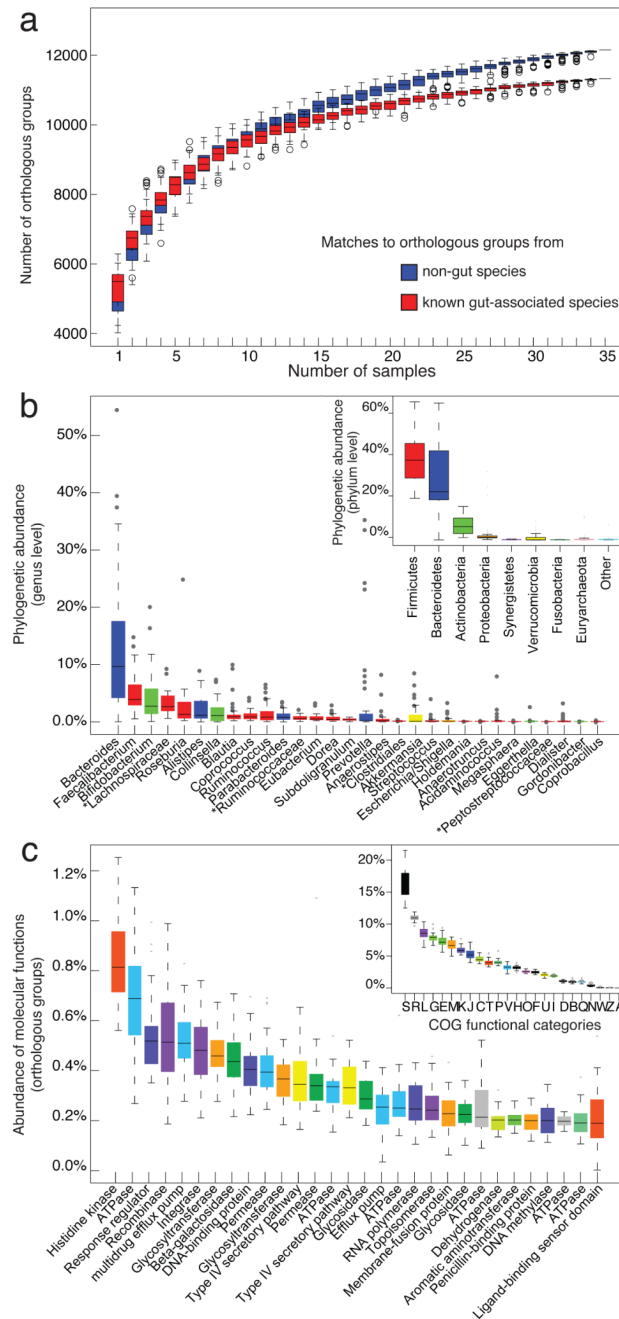 a
12000
10000
8000
6000
4000
Number of orthologous groups
Matches to orthologous groups from
non-gut species
known gut-associated species
1 5 10 15 20 25 30 35
Number of samples
b
50%
40%
30%
20%
10%
0.0%
Phylogenetic abundance
(genus level)
60%
40%
20%
0%
Phylogenetic abundance
(phylum level)
Firmicutes
Bacteroidetes
Actinobacteria
Proteobacteria
Synergistetes
Verrucomicrobia
Fusobacteria
Euryarchaeota
Other
Bacteroides
Faecalibacterium
Bifidobacterium
*Lachnospiraceae
Roseburia
Alistipes
Collinsella
Blautia
Coprococcus
Ruminococcus
Parabacteroides
*Ruminococcaceae
Eubacterium
Dorea
Subdoligranulum
Prevotella
Anaerostipes
*Clostridiales
Akkermansia
Streptococcus
Escherichia/Shigella
Holdemania
Anaerotruncus
Acidaminococcus
Megasphaera
Eggerthella
*Peptostreptococcaceae
Dialister
Gordonibacter
Coprobacillus
c
1.2%
1.0%
0.8%
0.6%
0.4%
0.2%
0.0%
Abundance of molecular functions
(orthologous groups)
20%
15%
10%
5%
0%
SRLGEMKJCTPVHOFUIDBQNWZA
COG functional categories
Histidine kinase
ATPase
Response regulator
Recombinase
multidrug efflux pump
Integrase
Glycosyltransferase
Beta-galactosidase
DNA-binding protein
Permease
Glycosyltransferase
Type IV secretory pathway
Permease
ATPase
Type IV secretory pathway
Glycosidase
Efflux pump
ATPase
RNA polymerase
Topoisomerase
Membrane-fusion protein
Glycosidase
ATPase
Dehydrogenase
Aromatic aminotransferase
Penicillin-binding protein
DNA methylase
ATPase
ATPase
Ligand-binding sensor domain